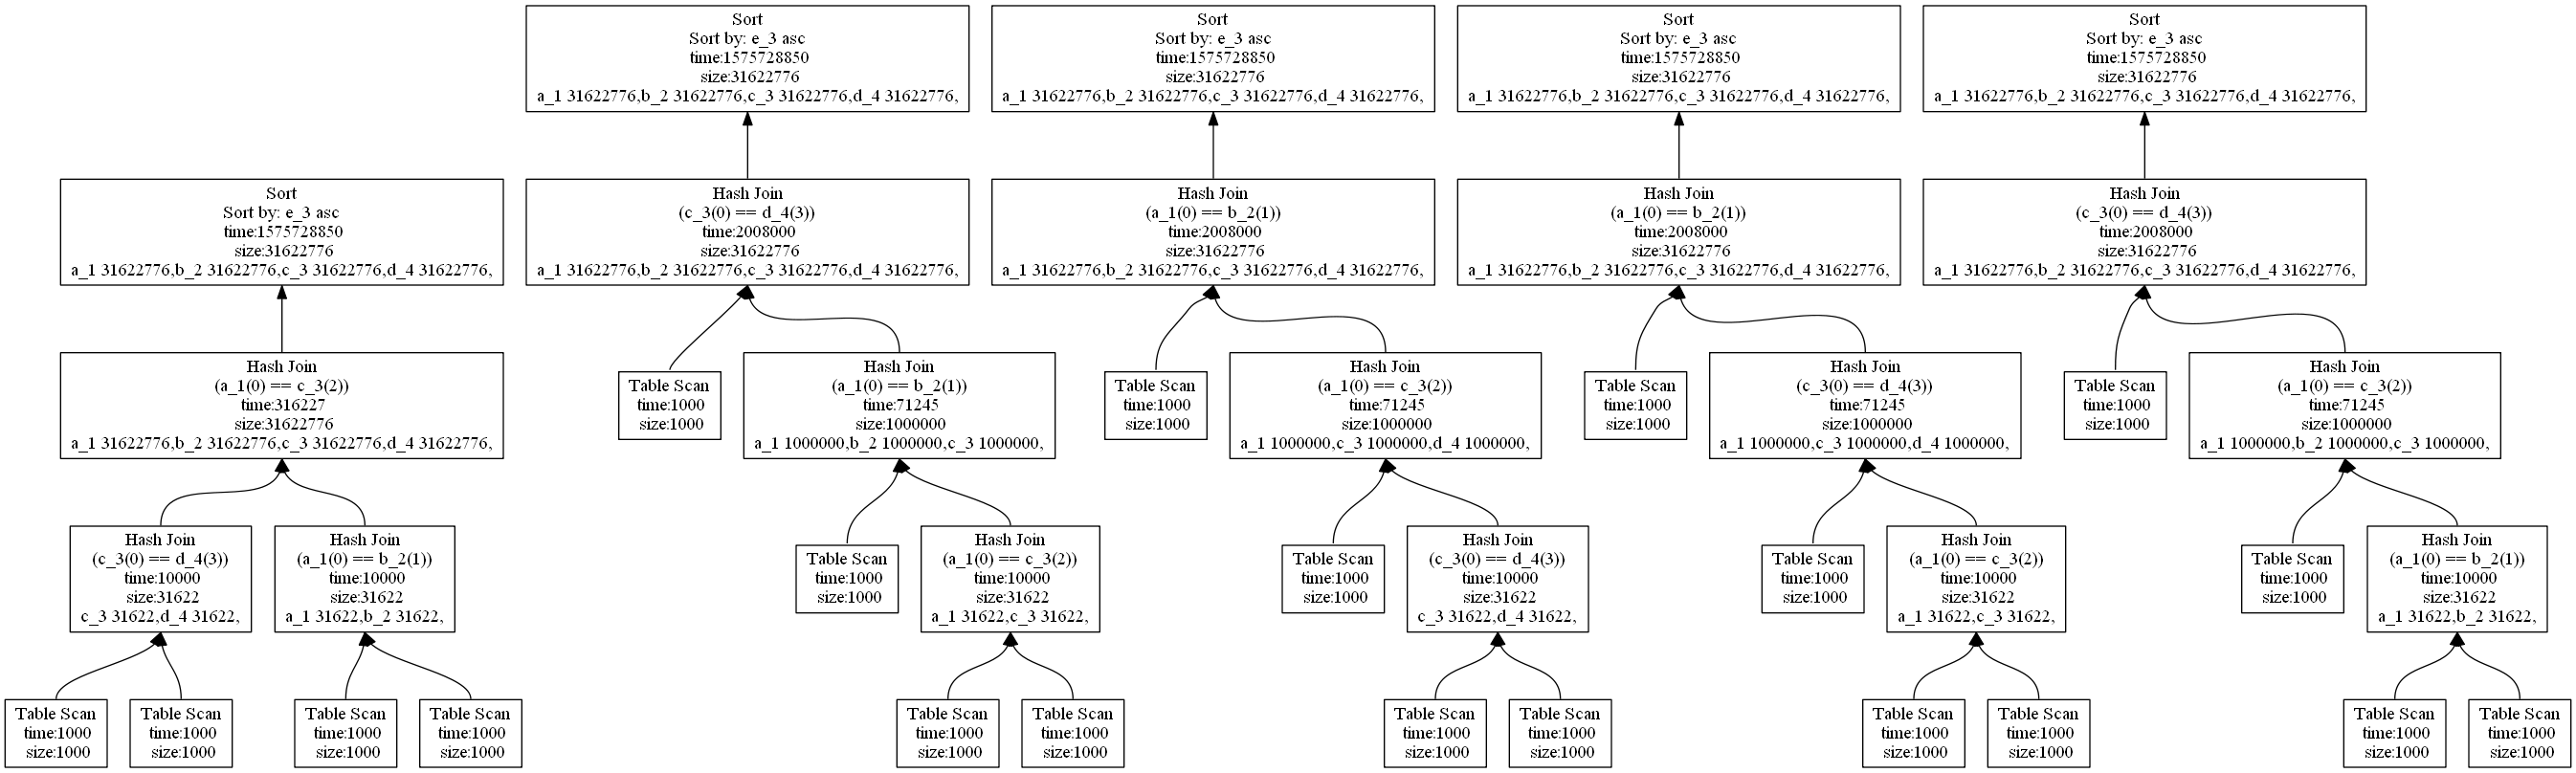 Sort
Sort by: e_3 asc
time:1575728850
size:31622776
a_1 31622776,b_2 31622776,c_3 31622776,d_4 31622776,
Sort
Sort by: e_3 asc
time:1575728850
size:31622776
a_1 31622776,b_2 31622776,c_3 31622776,d_4 31622776,
Sort
Sort by: e_3 asc
time:1575728850
size:31622776
a_1 31622776,b_2 31622776,c_3 31622776,d_4 31622776,
Sort
Sort by: e_3 asc
time:1575728850
size:31622776
a_1 31622776,b_2 31622776,c_3 31622776,d_4 31622776,
Sort
Sort by: e_3 asc
time:1575728850
size:31622776
a_1 31622776,b_2 31622776,c_3 31622776,d_4 31622776,
Hash Join
(c_3(0) == d_4(3))
time:2008000
size:31622776
a_1 31622776,b_2 31622776,c_3 31622776,d_4 31622776,
Hash Join
(a_1(0) == b_2(1))
time:2008000
size:31622776
a_1 31622776,b_2 31622776,c_3 31622776,d_4 31622776,
Hash Join
(a_1(0) == b_2(1))
time:2008000
size:31622776
a_1 31622776,b_2 31622776,c_3 31622776,d_4 31622776,
Hash Join
(c_3(0) == d_4(3))
time:2008000
size:31622776
a_1 31622776,b_2 31622776,c_3 31622776,d_4 31622776,
Hash Join
(a_1(0) == c_3(2))
time:316227
size:31622776
a_1 31622776,b_2 31622776,c_3 31622776,d_4 31622776,
Table Scan
time:1000
size:1000
Hash Join
(a_1(0) == b_2(1))
time:71245
size:1000000
a_1 1000000,b_2 1000000,c_3 1000000,
Table Scan
time:1000
size:1000
Hash Join
(a_1(0) == c_3(2))
time:71245
size:1000000
a_1 1000000,c_3 1000000,d_4 1000000,
Table Scan
time:1000
size:1000
Hash Join
(c_3(0) == d_4(3))
time:71245
size:1000000
a_1 1000000,c_3 1000000,d_4 1000000,
Table Scan
time:1000
size:1000
Hash Join
(a_1(0) == c_3(2))
time:71245
size:1000000
a_1 1000000,b_2 1000000,c_3 1000000,
Hash Join
(c_3(0) == d_4(3))
time:10000
size:31622
c_3 31622,d_4 31622,
Hash Join
(a_1(0) == b_2(1))
time:10000
size:31622
a_1 31622,b_2 31622,
Table Scan
time:1000
size:1000
Hash Join
(a_1(0) == c_3(2))
time:10000
size:31622
a_1 31622,c_3 31622,
Table Scan
time:1000
size:1000
Hash Join
(c_3(0) == d_4(3))
time:10000
size:31622
c_3 31622,d_4 31622,
Table Scan
time:1000
size:1000
Hash Join
(a_1(0) == c_3(2))
time:10000
size:31622
a_1 31622,c_3 31622,
Table Scan
time:1000
size:1000
Hash Join
(a_1(0) == b_2(1))
time:10000
size:31622
a_1 31622,b_2 31622,
Table Scan
time:1000
size:1000
Table Scan
time:1000
size:1000
Table Scan
time:1000
size:1000
Table Scan
time:1000
size:1000
Table Scan
time:1000
size:1000
Table Scan
time:1000
size:1000
Table Scan
time:1000
size:1000
Table Scan
time:1000
size:1000
Table Scan
time:1000
size:1000
Table Scan
time:1000
size:1000
Table Scan
time:1000
size:1000
Table Scan
time:1000
size:1000